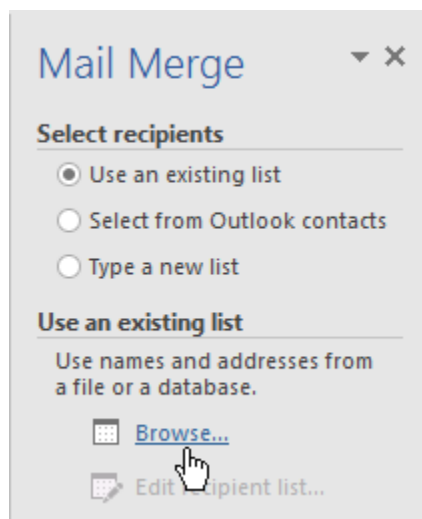 Mail Merge
Select recipients
Use an existing list
Select from Outlook contacts
Type a new list
Use an existing list
Use names and addresses from
a file or a database.
Browse...
Edit recipient list...